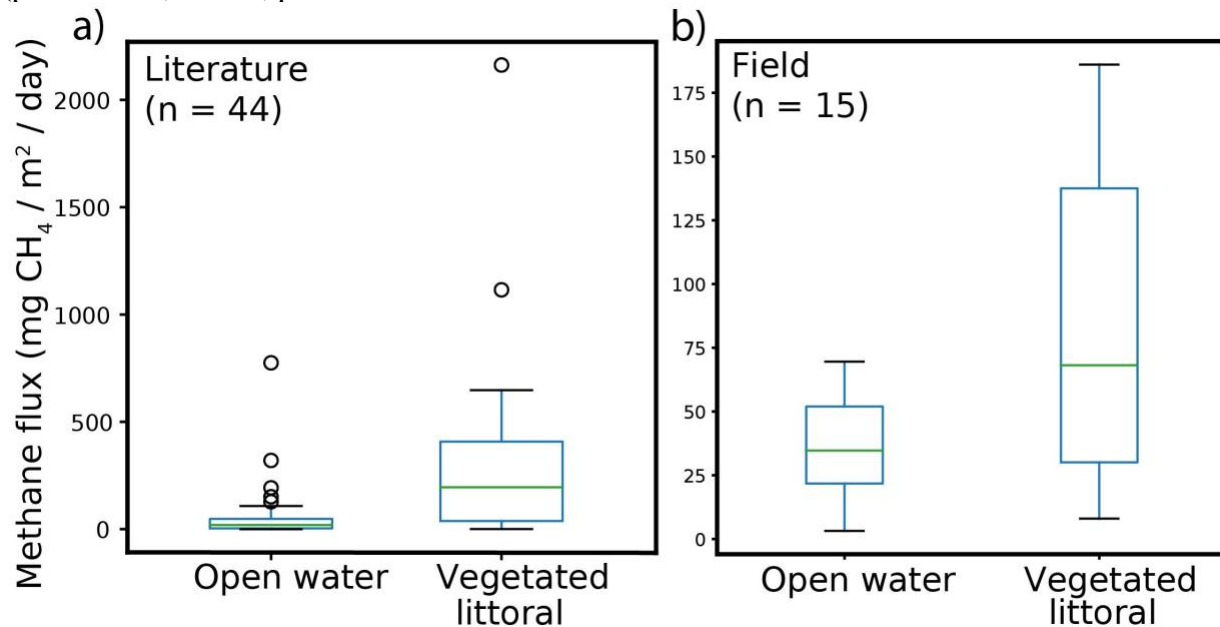 a)
Literature
(n = 44)
Methane flux (mg CH₄ / m² / day)
2000
1500
1000
500
0
Open water
Vegetated
littoral
b)
Field
(n = 15)
175
150
125
100
75
50
25
0
Open water
Vegetated
littoral